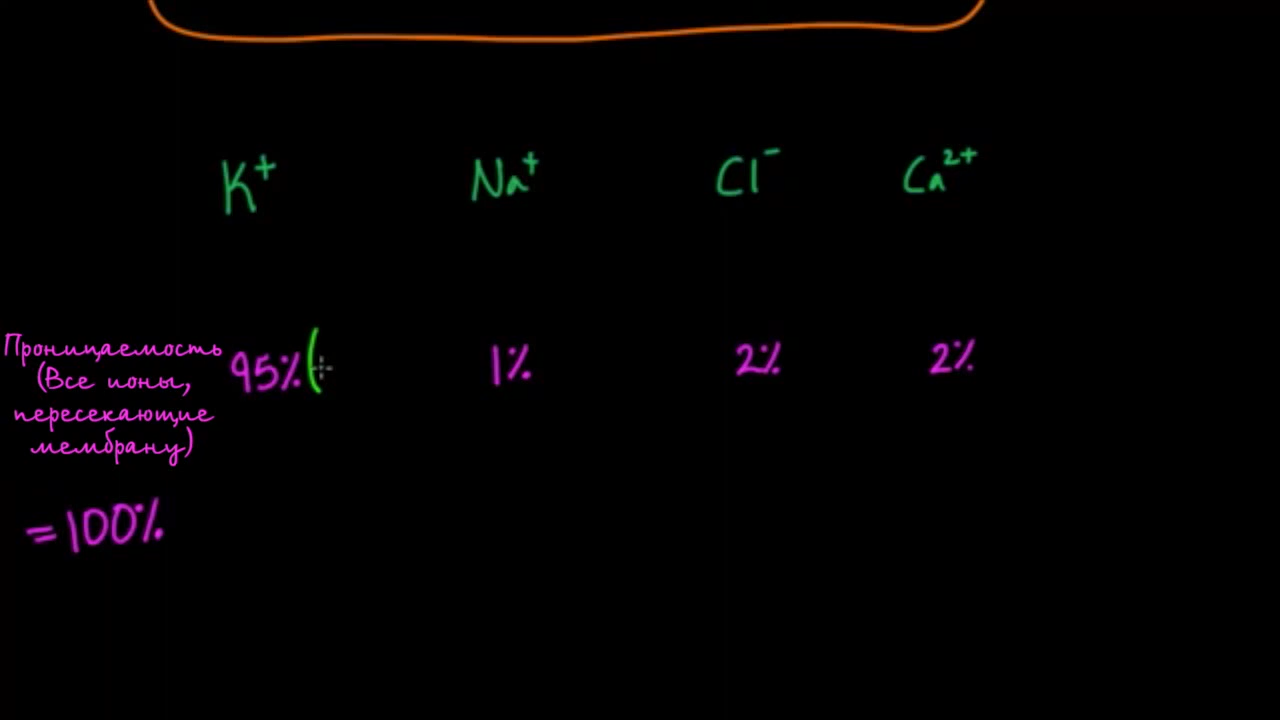 K⁺ Na⁺ Cl⁻ Ca²⁺
Проницаемость
(Все ионы,
пересекающие
мембрану)
95% ( 1% 2% 2%
=100%